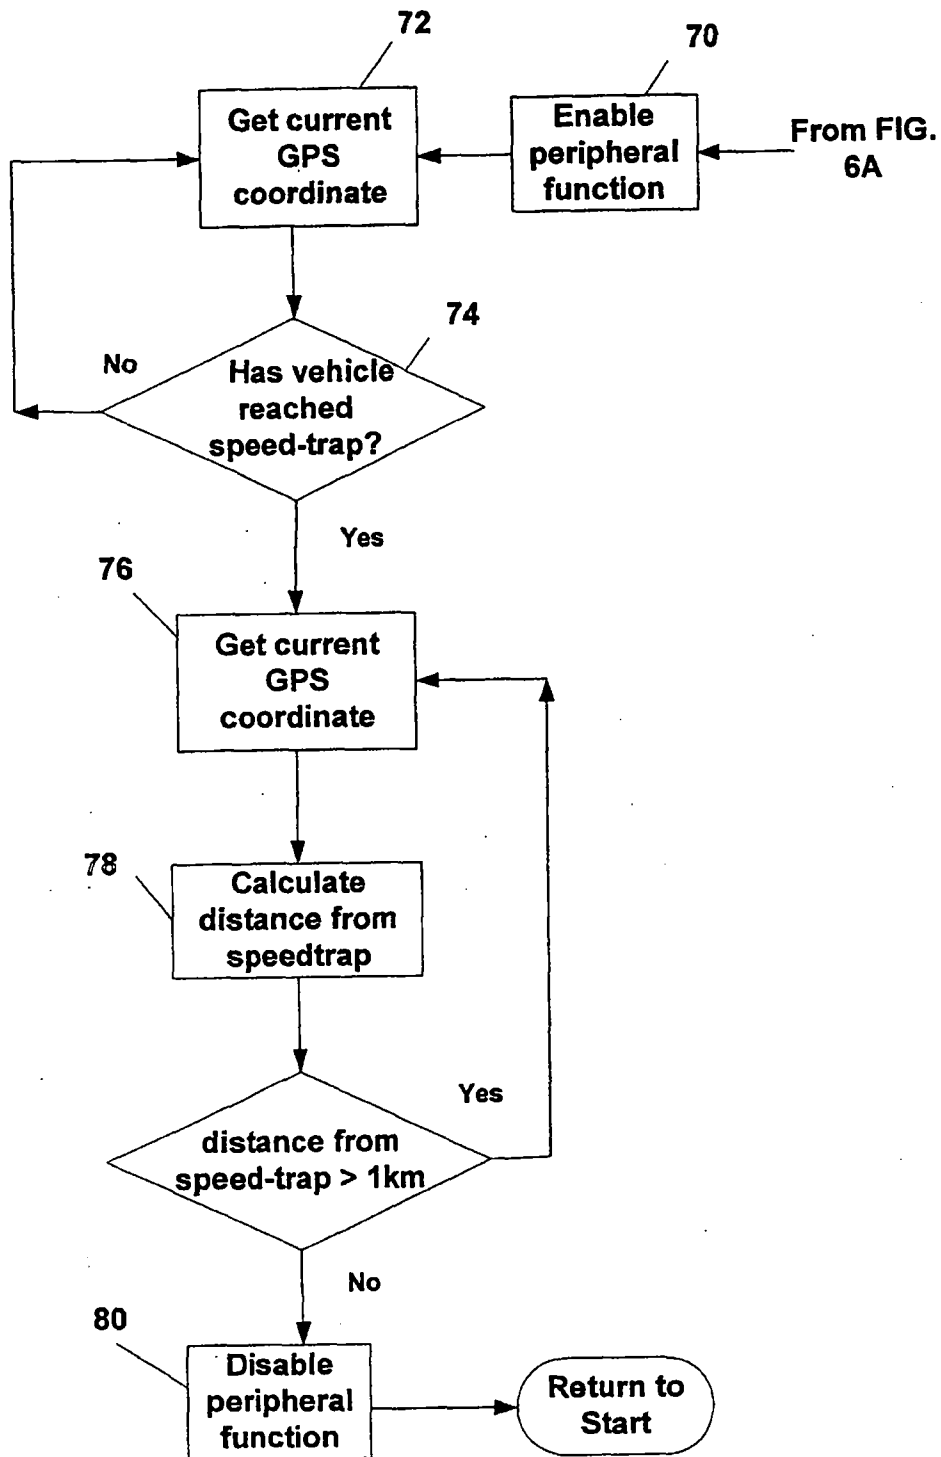 72
70
Get current
GPS
coordinate
Enable
peripheral
function
From FIG.
6A
74
No
Has vehicle
reached
speed-trap?
Yes
76
Get current
GPS
coordinate
78
Calculate
distance from
speedtrap
Yes
distance from
speed-trap > 1km
No
80
Disable
peripheral
function
Return to
Start